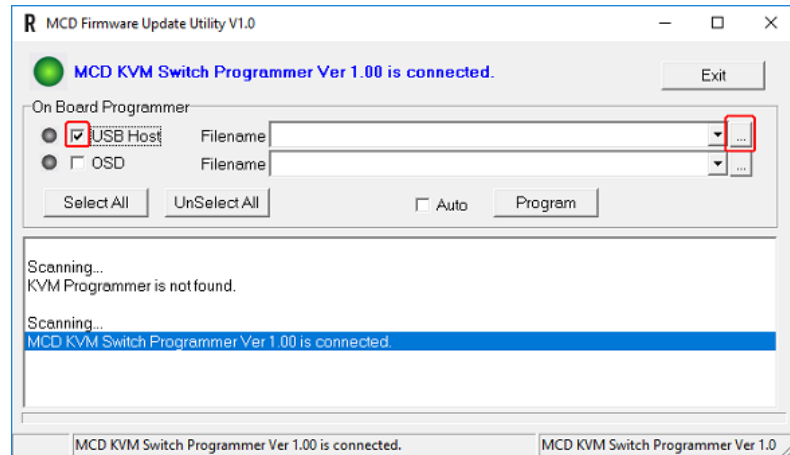 R MCD Firmware Update Utility V1.0
MCD KVM Switch Programmer Ver 1.00 is connected.
Exit
On Board Programmer
USB Host Filename ...
OSD Filename ...
Select All UnSelect All Auto Program
Scanning...
KVM Programmer is not found.
Scanning...
MCD KVM Switch Programmer Ver 1.00 is connected.
MCD KVM Switch Programmer Ver 1.00 is connected. MCD KVM Switch Programmer Ver 1.0